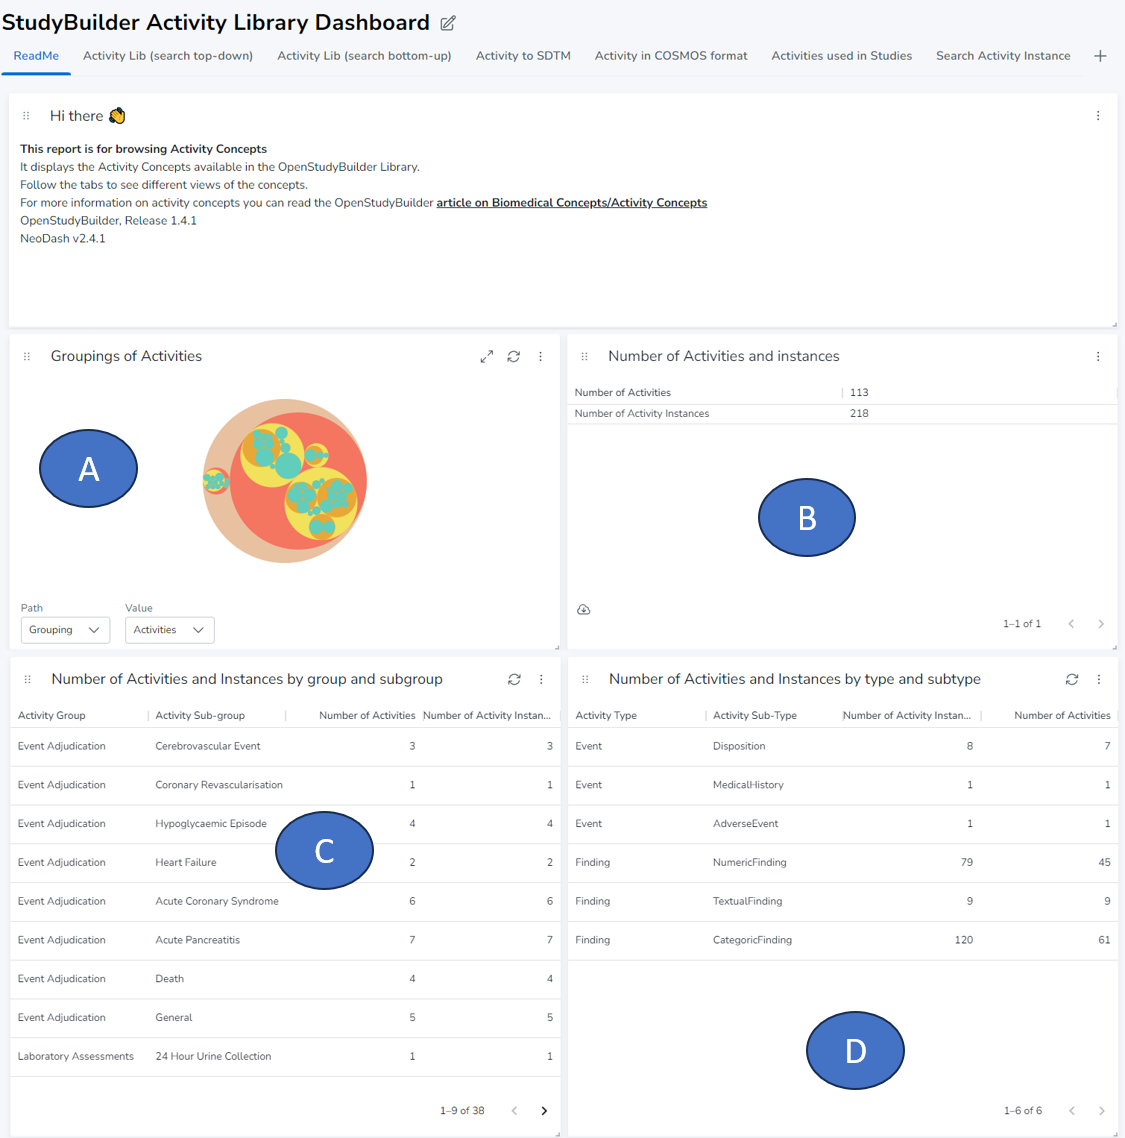 StudyBuilder Activity Library Dashboard
ReadMe Activity Lib (search top-down) Activity Lib (search bottom-up) Activity to SDTM Activity in COSMOS format Activities used in Studies Search Activity Instance
Hi there 👋
This report is for browsing Activity Concepts
It displays the Activity Concepts available in the OpenStudyBuilder Library.
Follow the tabs to see different views of the concepts.
For more information on activity concepts you can read the OpenStudyBuilder article on Biomedical Concepts/Activity Concepts
OpenStudyBuilder, Release 1.4.1
NeoDash v2.4.1
Groupings of Activities
A
Path Value
Grouping Activities
Number of Activities and instances
Number of Activities 113
Number of Activity Instances 218
B
1–1 of 1
Number of Activities and Instances by group and subgroup
Activity Group Activity Sub-group Number of Activities Number of Activity Instan...
Event Adjudication Cerebrovascular Event 3 3
Event Adjudication Coronary Revascularisation 1 1
Event Adjudication Hypoglycaemic Episode 4 4
C
Event Adjudication Heart Failure 2 2
Event Adjudication Acute Coronary Syndrome 6 6
Event Adjudication Acute Pancreatitis 7 7
Event Adjudication Death 4 4
Event Adjudication General 5 5
Laboratory Assessments 24 Hour Urine Collection 1 1
1–9 of 38
Number of Activities and Instances by type and subtype
Activity Type Activity Sub-Type Number of Activity Instan... Number of Activities
Event Disposition 8 7
Event MedicalHistory 1 1
Event AdverseEvent 1 1
Finding NumericFinding 79 45
Finding TextualFinding 9 9
Finding CategoricFinding 120 61
D
1–6 of 6